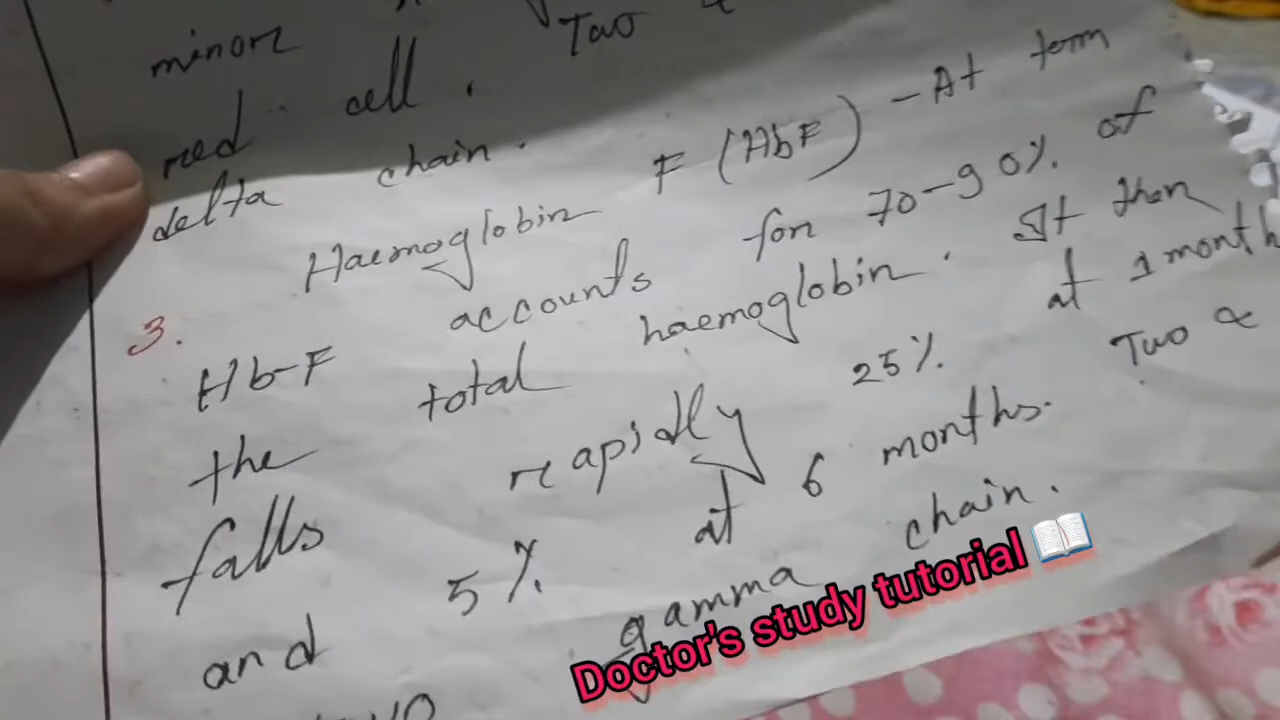 minor
red cell. Two α
delta chain.
3. Haemoglobin F (HbF) - At term
Hb-F accounts for 70-90% of
the total haemoglobin. It then
falls rapidly 25% at 1 month
and 5% at 6 months. Two α
two gamma chain.
Doctor's study tutorial 📖